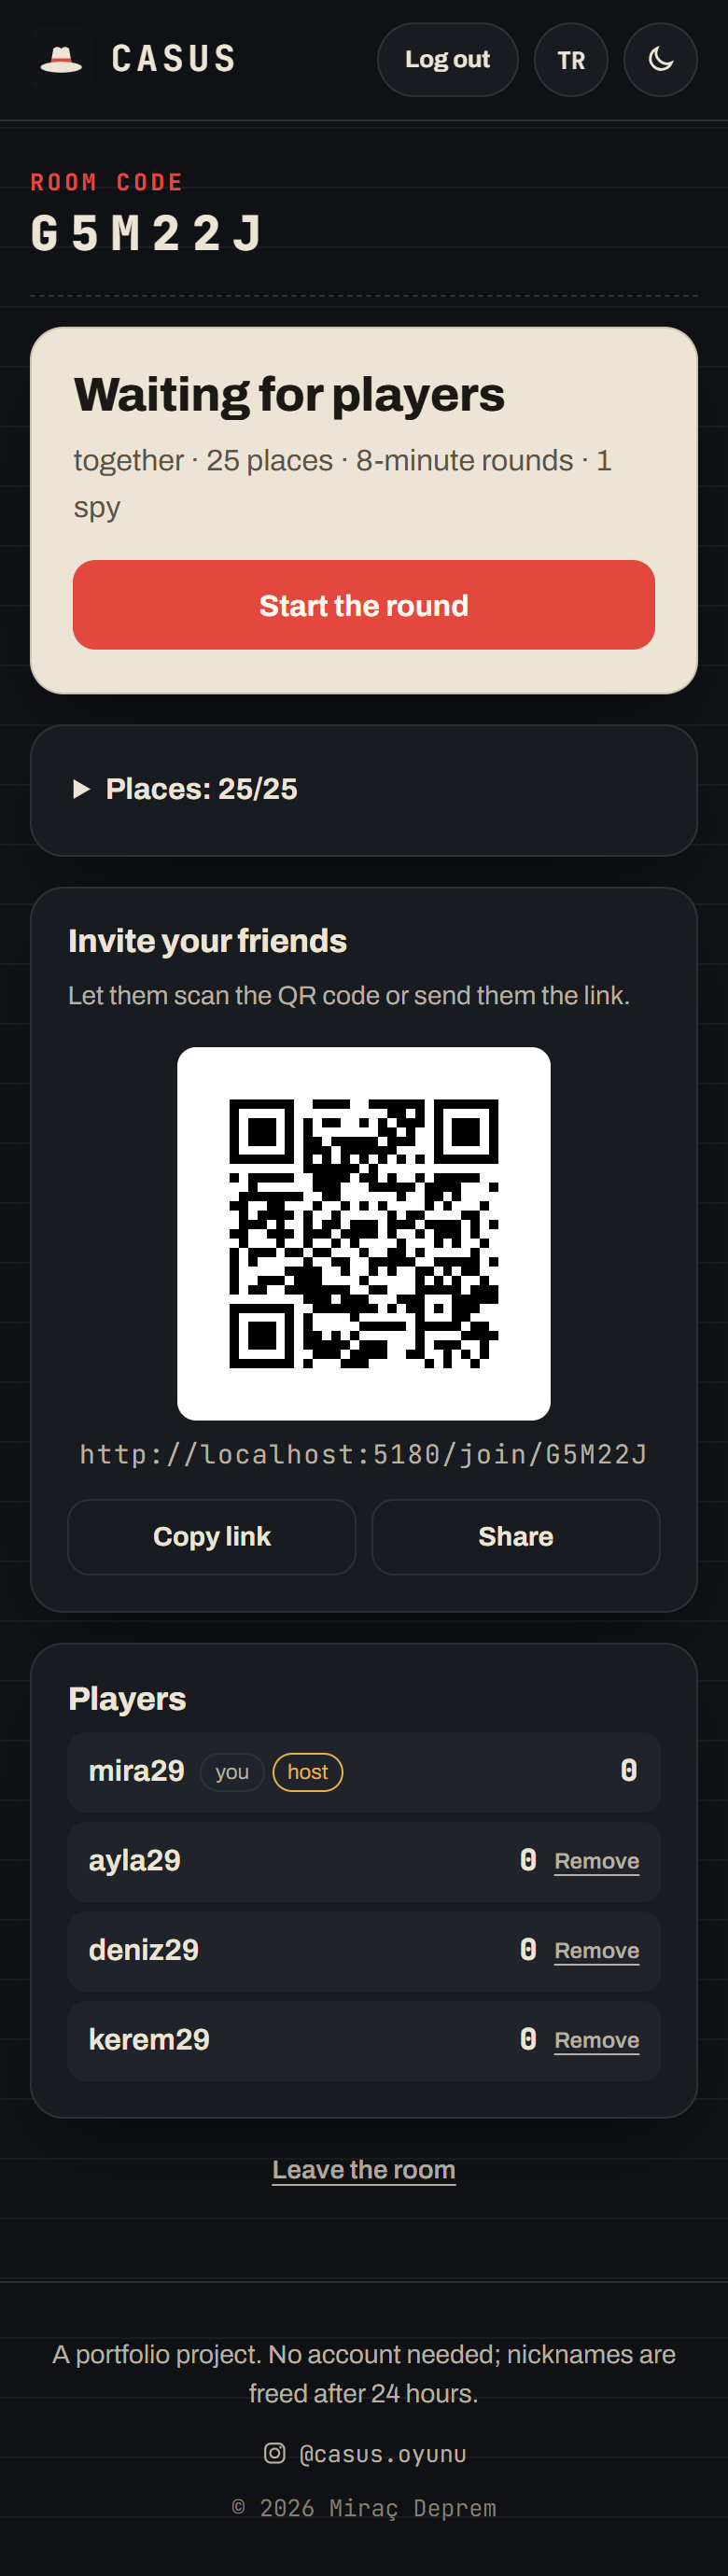 CASUS
Log out
TR
ROOM CODE
G5M22J
Waiting for players
together · 25 places · 8-minute rounds · 1
spy
Start the round
Places: 25/25
Invite your friends
Let them scan the QR code or send them the link.
http://localhost:5180/join/G5M22J
Copy link
Share
Players
mira29 you host 0
ayla29 0 Remove
deniz29 0 Remove
kerem29 0 Remove
Leave the room
A portfolio project. No account needed; nicknames are
freed after 24 hours.
@casus.oyunu
© 2026 Miraç Deprem